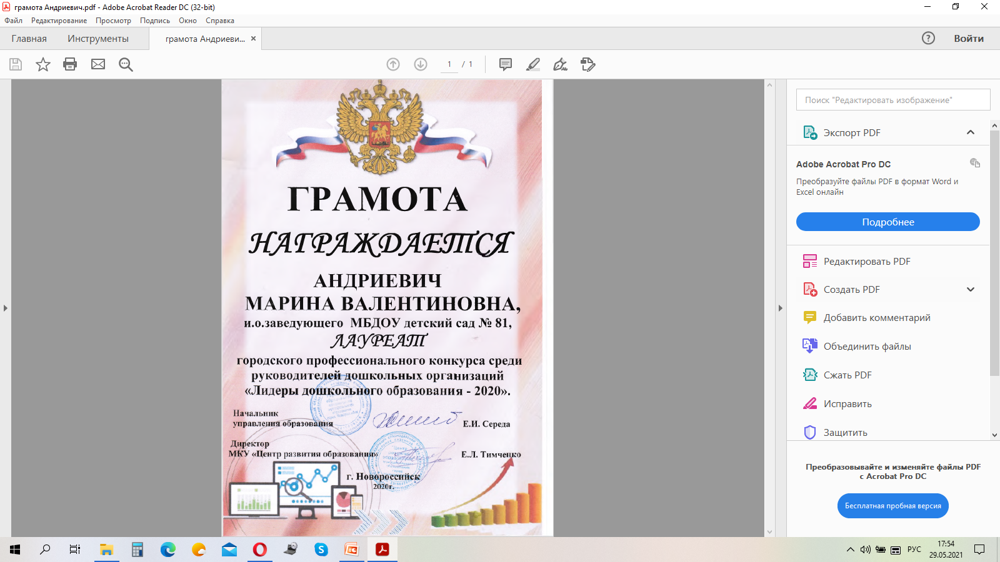 грамота Андриевич.pdf - Adobe Acrobat Reader DC (32-bit)
Файл Редактирование Просмотр Подпись Окно Справка
Главная Инструменты грамота Андриеви... × Войти
1 / 1
ГРАМОТА
НАГРАЖДАЕТСЯ
АНДРИЕВИЧ
МАРИНА ВАЛЕНТИНОВНА,
и.о.заведующего МБДОУ детский сад № 81,
ЛАУРЕАТ
городского профессионального конкурса среди
руководителей дошкольных организаций
«Лидеры дошкольного образования - 2020».
Начальник
управления образования Е.И. Середа
Директор
МКУ «Центр развития образования» Е.Л. Тимченко
г. Новороссийск
2020г.
Поиск "Редактировать изображение"
Экспорт PDF
Adobe Acrobat Pro DC
Преобразуйте файлы PDF в формат Word и
Excel онлайн
Подробнее
Редактировать PDF
Создать PDF
Добавить комментарий
Объединить файлы
Сжать PDF
Исправить
Защитить
Преобразовывайте и изменяйте файлы PDF
с Acrobat Pro DC
Бесплатная пробная версия
РУС
17:54
29.05.2021